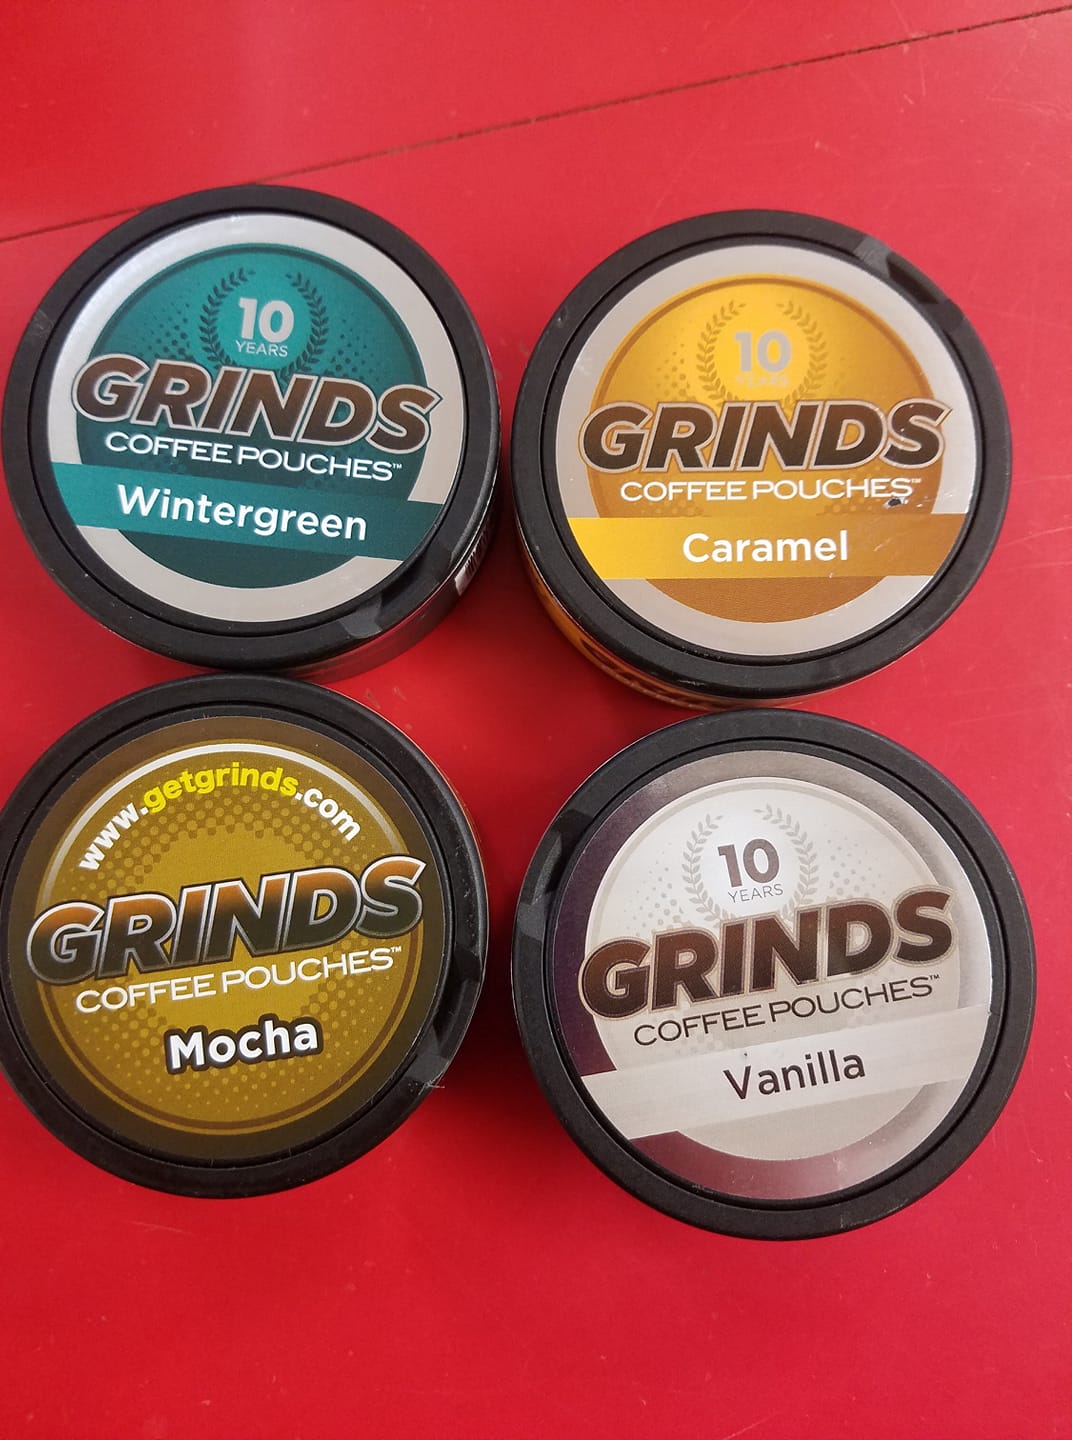 10
YEARS
GRINDS
COFFEE POUCHES™
Wintergreen
10
YEARS
GRINDS
COFFEE POUCHES™
Caramel
www.getgrinds.com
GRINDS
COFFEE POUCHES™
Mocha
10
YEARS
GRINDS
COFFEE POUCHES™
Vanilla